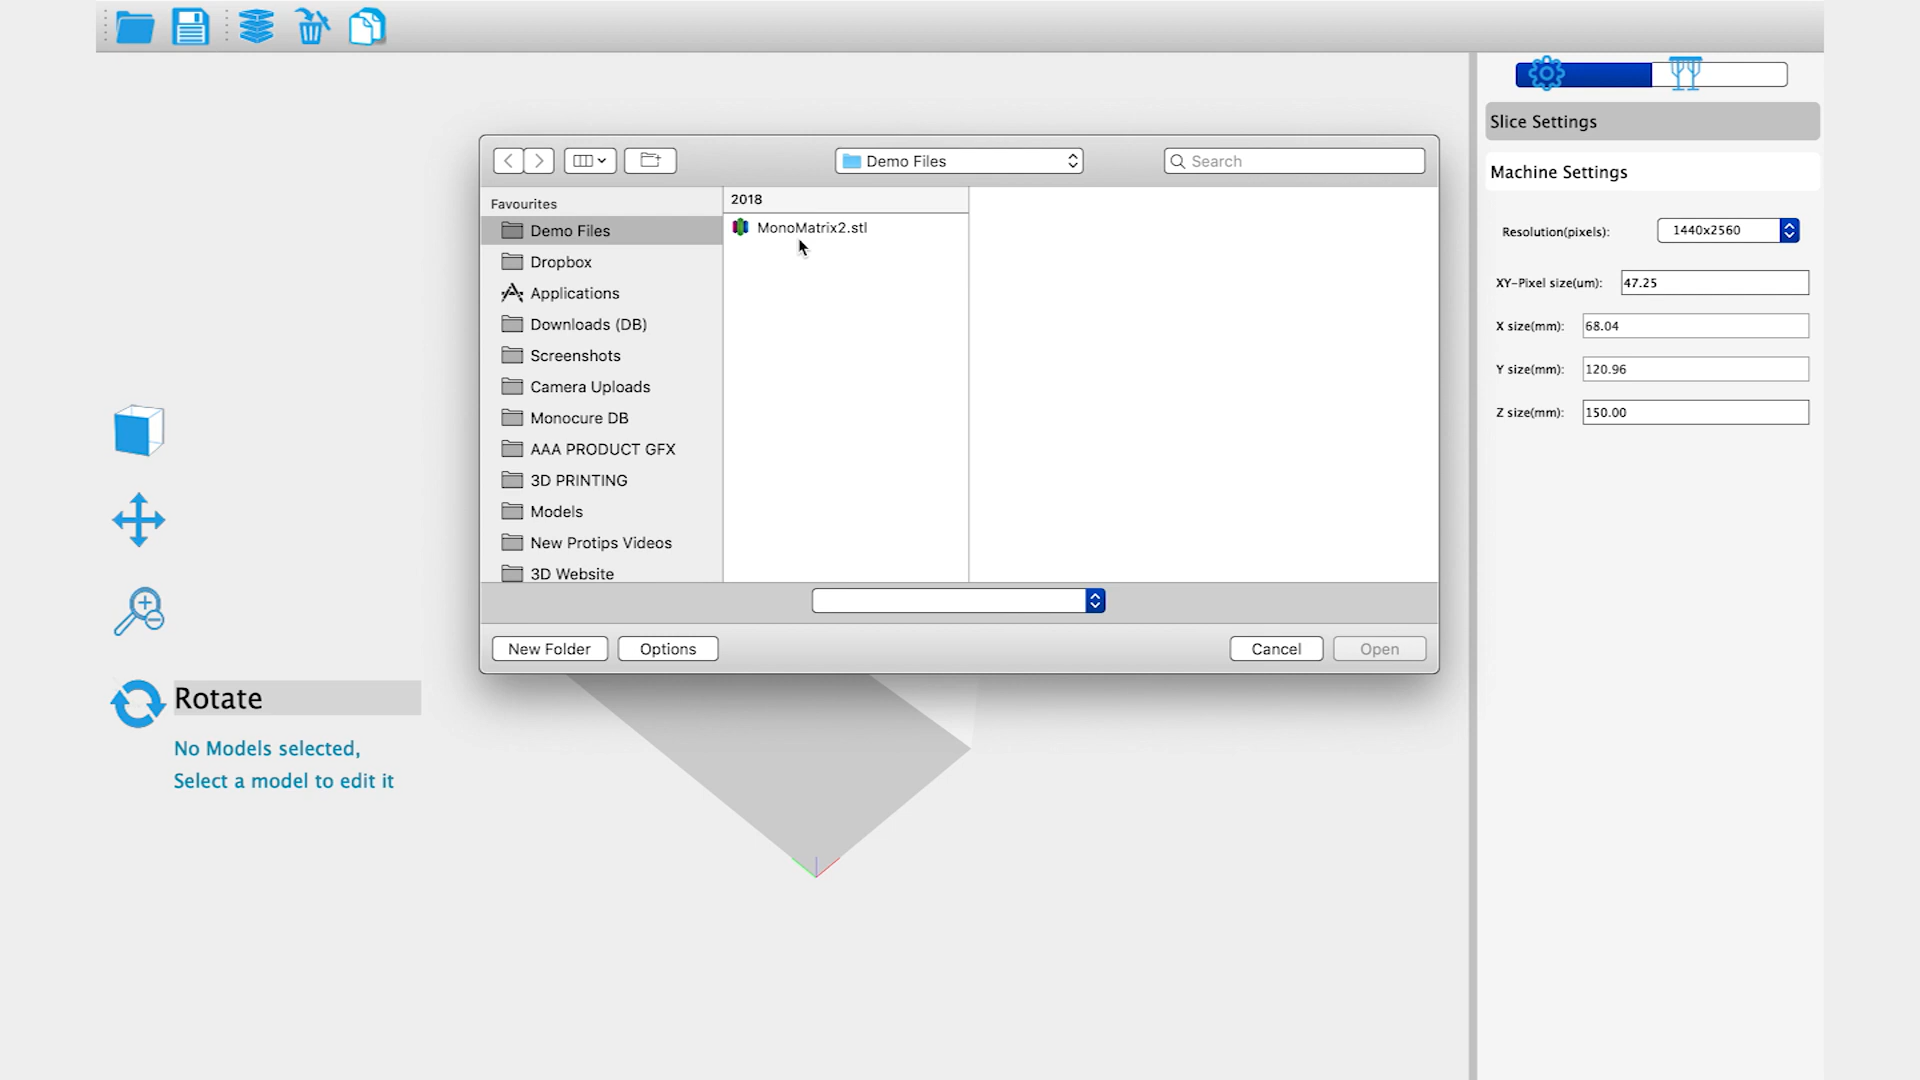 Demo Files
Search
Favourites
Demo Files
Dropbox
Applications
Downloads (DB)
Screenshots
Camera Uploads
Monocure DB
AAA PRODUCT GFX
3D PRINTING
Models
New Protips Videos
3D Website
2018
MonoMatrix2.stl
New Folder
Options
Cancel
Open
Rotate
No Models selected,
Select a model to edit it
Slice Settings
Machine Settings
Resolution(pixels): 1440x2560
XY-Pixel size(um): 47.25
X size(mm): 68.04
Y size(mm): 120.96
Z size(mm): 150.00